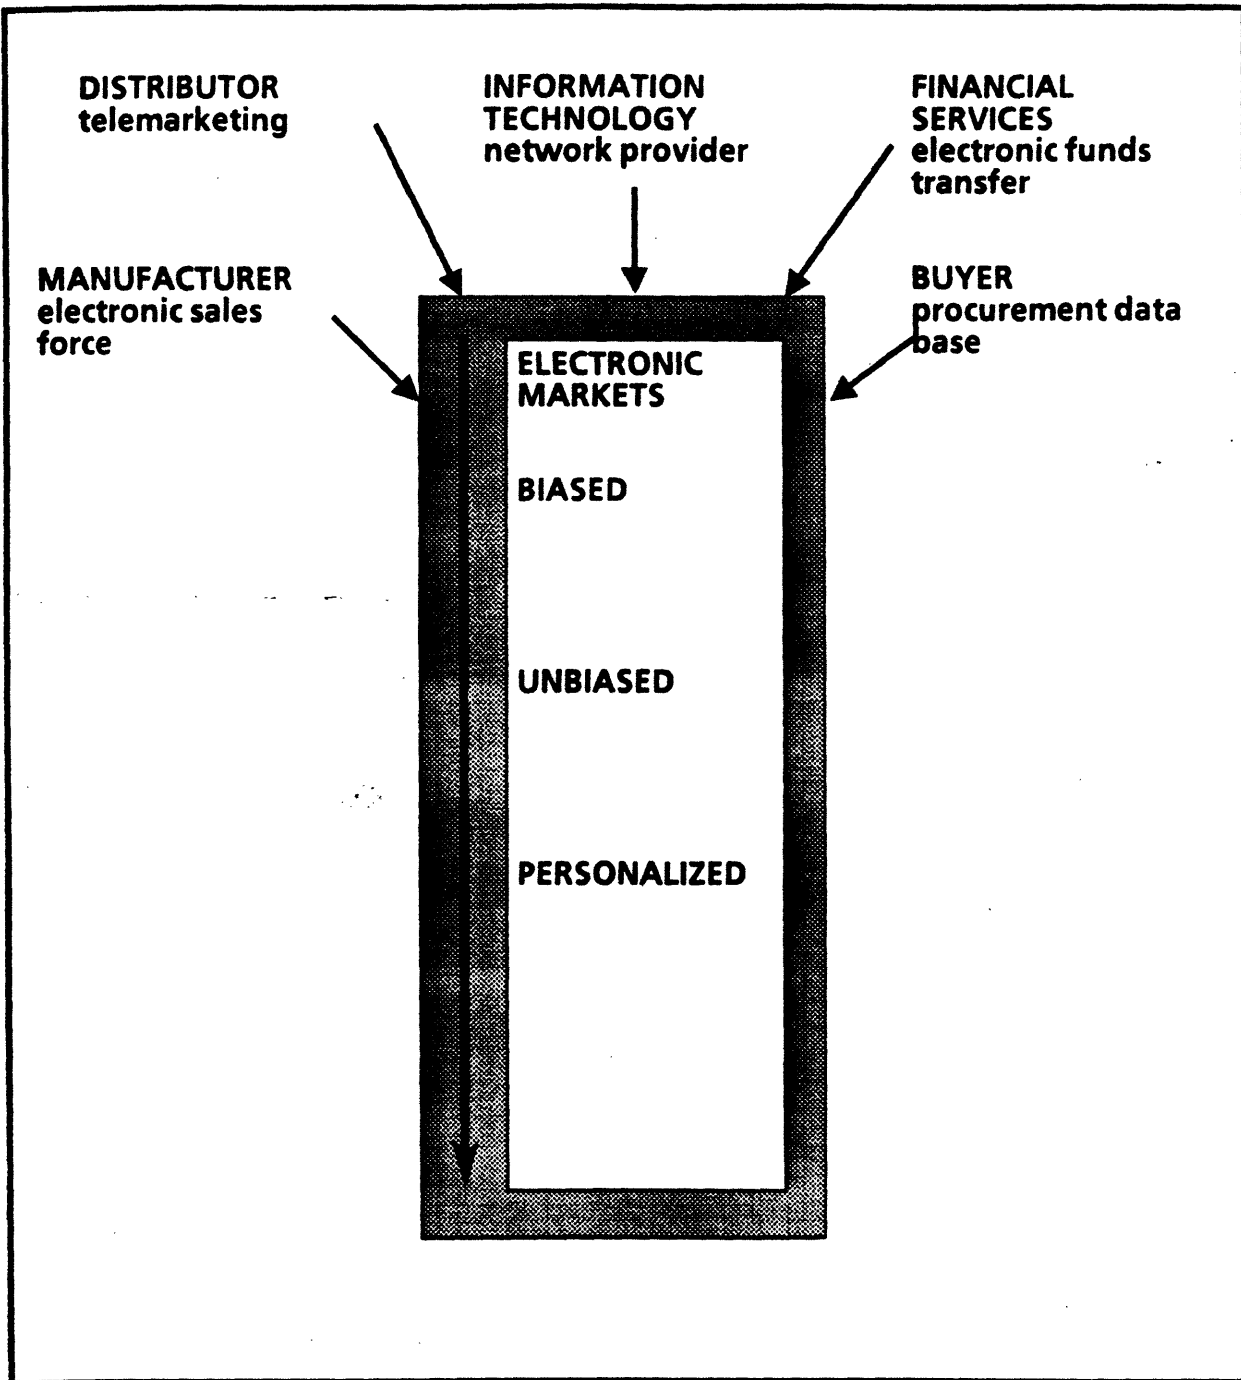 DISTRIBUTOR
telemarketing
INFORMATION
TECHNOLOGY
network provider
FINANCIAL
SERVICES
electronic funds
transfer
MANUFACTURER
electronic sales
force
BUYER
procurement data
base
ELECTRONIC
MARKETS
BIASED
UNBIASED
PERSONALIZED